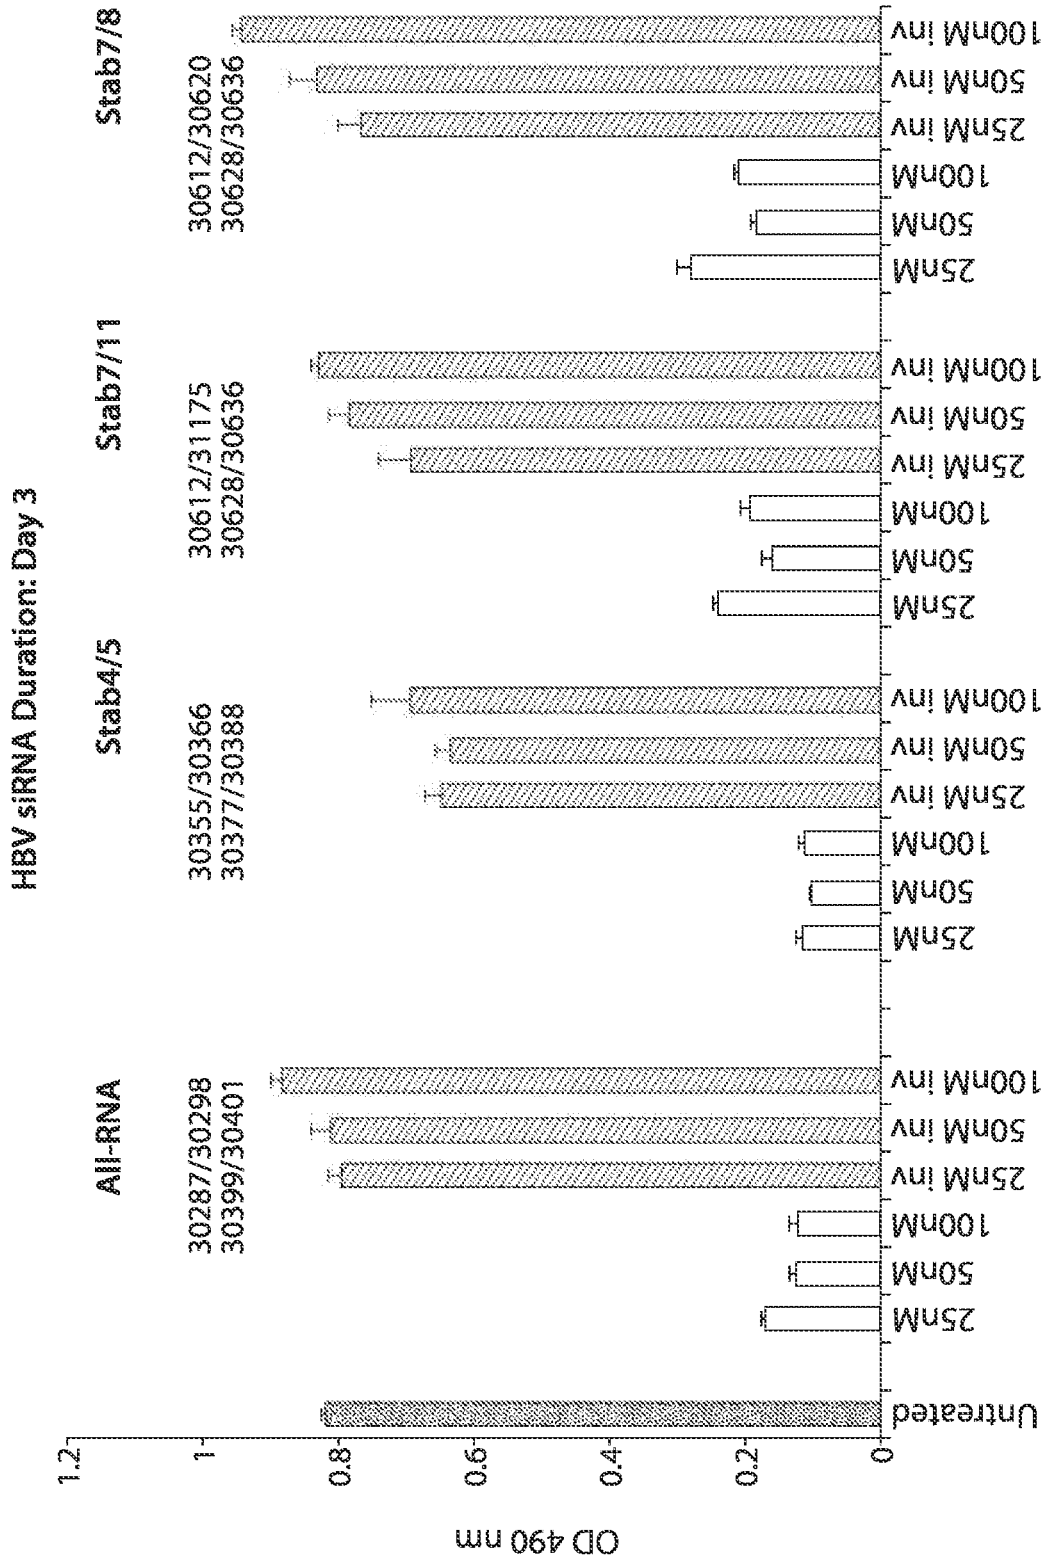 HBV siRNA Duration: Day 3
All-RNA
Stab4/5
Stab7/11
Stab7/8
30287/30298
30399/30401
30355/30366
30377/30388
30612/31175
30628/30636
30612/30620
30628/30636
OD 490 nm
1.2
1
0.8
0.6
0.4
0.2
0
Untreated
25nM
50nM
100nM
25nM inv
50nM inv
100nM inv
25nM
50nM
100nM
25nM inv
50nM inv
100nM inv
25nM
50nM
100nM
25nM inv
50nM inv
100nM inv
25nM
50nM
100nM
25nM inv
50nM inv
100nM inv